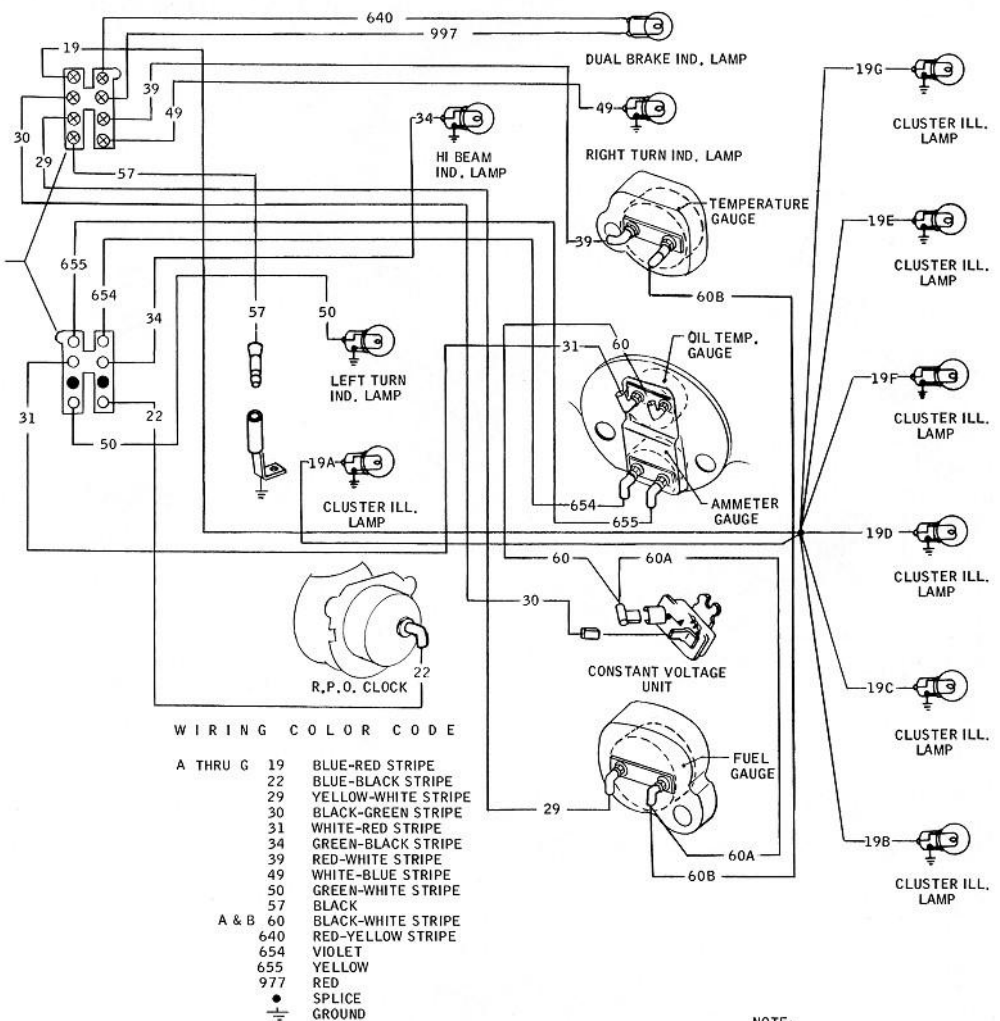 640
997
19
DUAL BRAKE IND. LAMP
19G
39
49
34
49
CLUSTER ILL.
LAMP
30
29
HI BEAM
IND. LAMP
RIGHT TURN IND. LAMP
57
TEMPERATURE
GAUGE
19E
39
CLUSTER ILL.
LAMP
655
654
60B
34
57
50
60
31
OIL TEMP.
GAUGE
LEFT TURN
IND. LAMP
19F
31
22
CLUSTER ILL.
LAMP
50
19A
CLUSTER ILL.
LAMP
654
655
AMMETER
GAUGE
19D
60
60A
CLUSTER ILL.
LAMP
30
22
R.P.O. CLOCK
CONSTANT VOLTAGE
UNIT
19C
CLUSTER ILL.
LAMP
FUEL
GAUGE
29
60A
60B
19B
CLUSTER ILL.
LAMP
WIRING COLOR CODE
A THRU G 19 BLUE-RED STRIPE
22 BLUE-BLACK STRIPE
29 YELLOW-WHITE STRIPE
30 BLACK-GREEN STRIPE
31 WHITE-RED STRIPE
34 GREEN-BLACK STRIPE
39 RED-WHITE STRIPE
49 WHITE-BLUE STRIPE
50 GREEN-WHITE STRIPE
57 BLACK
A & B 60 BLACK-WHITE STRIPE
640 RED-YELLOW STRIPE
654 VIOLET
655 YELLOW
977 RED
SPLICE
GROUND
NOTE: